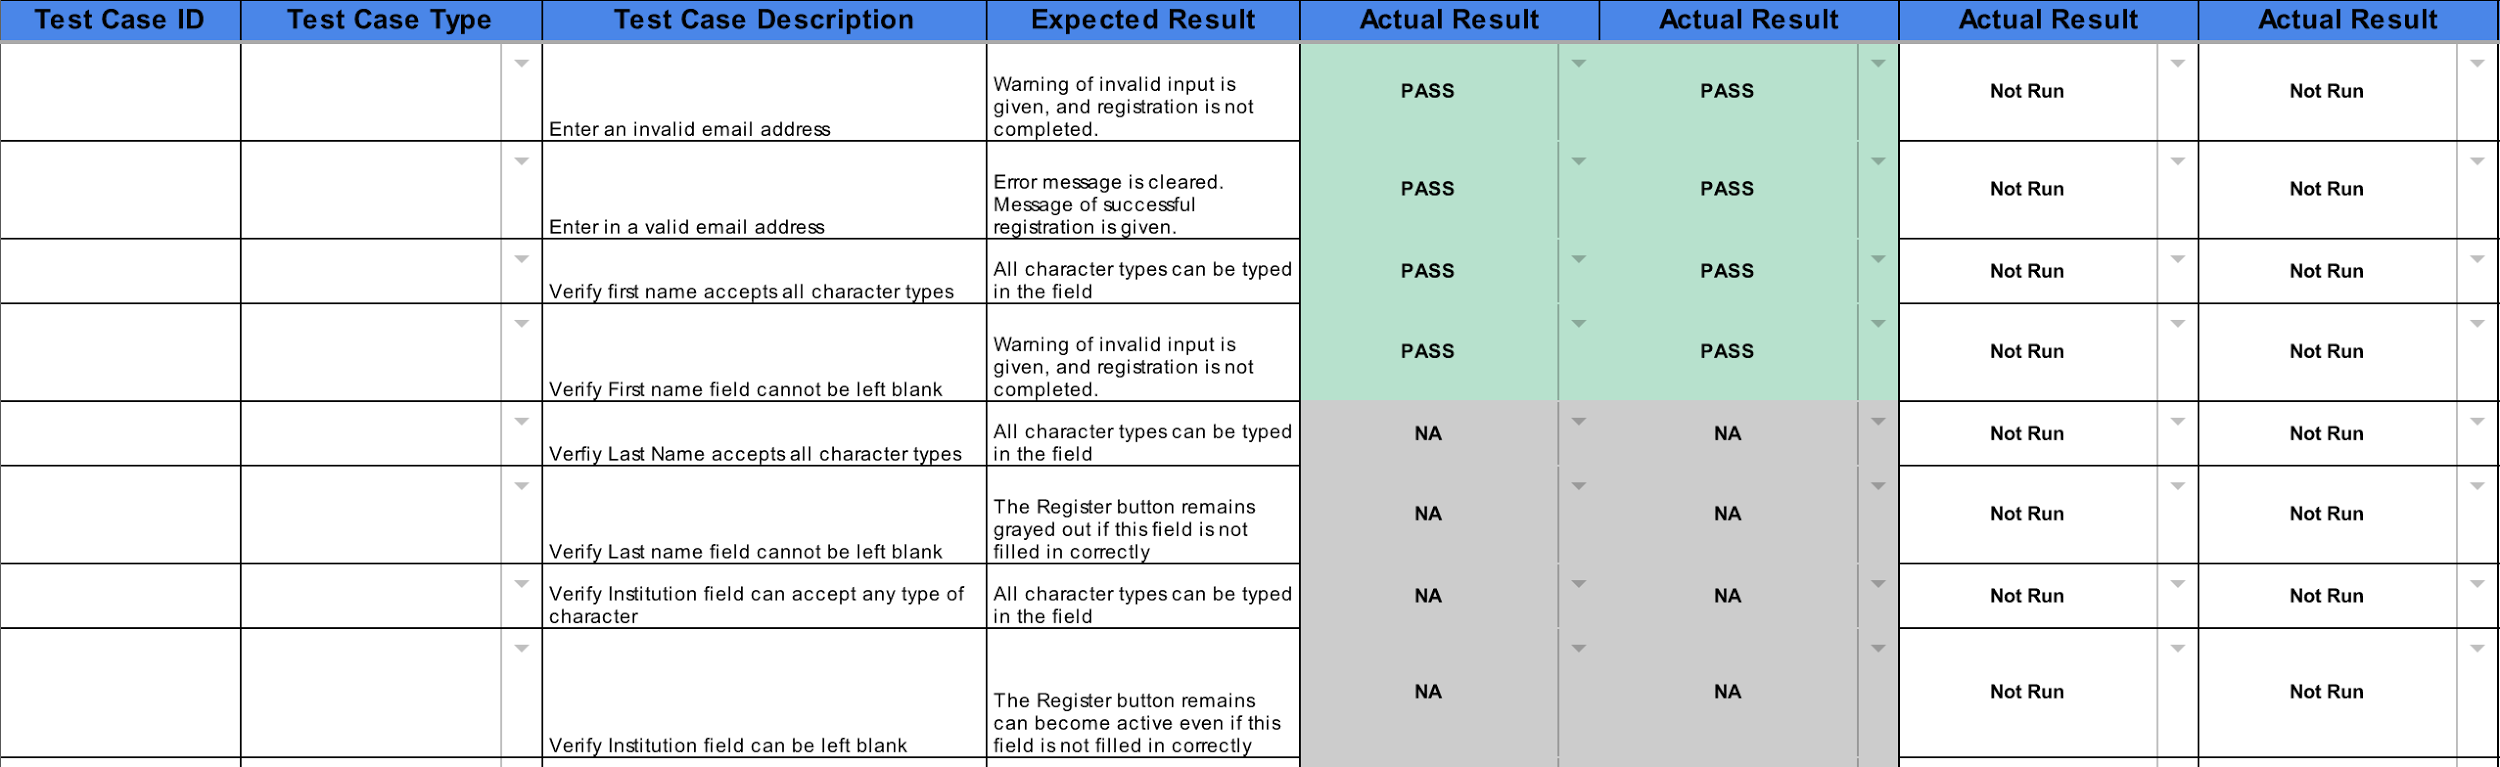 Test Case ID Test Case Type Test Case Description Expected Result Actual Result Actual Result Actual Result Actual Result
Enter an invalid email address
Warning of invalid input is
given, and registration is not
completed.
PASS PASS Not Run Not Run
Enter in a valid email address
Error message is cleared.
Message of successful
registration is given.
PASS PASS Not Run Not Run
Verify first name accepts all character types
All character types can be typed
in the field
PASS PASS Not Run Not Run
Verify First name field cannot be left blank
Warning of invalid input is
given, and registration is not
completed.
PASS PASS Not Run Not Run
Verfiy Last Name accepts all character types
All character types can be typed
in the field
NA NA Not Run Not Run
Verify Last name field cannot be left blank
The Register button remains
grayed out if this field is not
filled in correctly
NA NA Not Run Not Run
Verify Institution field can accept any type of
character
All character types can be typed
in the field
NA NA Not Run Not Run
Verify Institution field can be left blank
The Register button remains
can become active even if this
field is not filled in correctly
NA NA Not Run Not Run